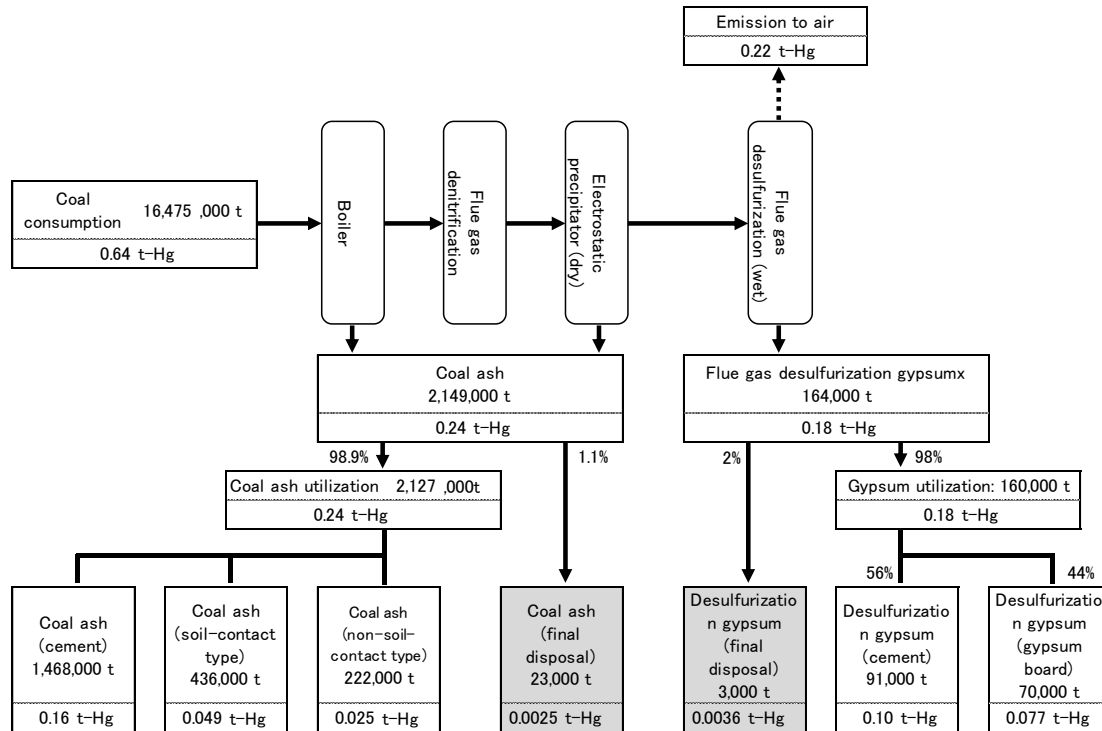 Emission to air
0.22 t-Hg
Boiler
Flue gas
denitrification
Electrostatic
precipitator (dry)
Flue gas
desulfurization (wet)
Coal
consumption 16,475 ,000 t
0.64 t-Hg
Coal ash
2,149,000 t
0.24 t-Hg
Flue gas desulfurization gypsumx
164,000 t
0.18 t-Hg
98.9%
1.1%
2%
98%
Coal ash utilization 2,127 ,000t
0.24 t-Hg
Gypsum utilization: 160,000 t
0.18 t-Hg
56%
44%
Coal ash
(cement)
1,468,000 t
0.16 t-Hg
Coal ash
(soil-contact
type)
436,000 t
0.049 t-Hg
Coal ash
(non-soil-
contact type)
222,000 t
0.025 t-Hg
Coal ash
(final
disposal)
23,000 t
0.0025 t-Hg
Desulfurizatio
n gypsum
(final
disposal)
3,000 t
0.0036 t-Hg
Desulfurizatio
n gypsum
(cement)
91,000 t
0.10 t-Hg
Desulfurizatio
n gypsum
(gypsum
board)
70,000 t
0.077 t-Hg